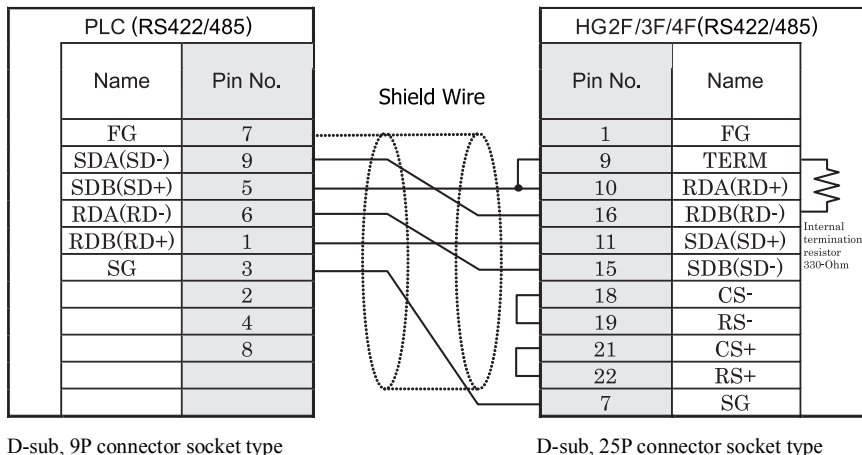 PLC (RS422/485)
HG2F/3F/4F(RS422/485)
Name Pin No.
Shield Wire
Pin No. Name
FG 7 1 FG
SDA(SD-) 9 9 TERM
SDB(SD+) 5 10 RDA(RD+)
RDA(RD-) 6 16 RDB(RD-)
RDB(RD+) 1 11 SDA(SD+)
SG 3 15 SDB(SD-)
2 18 CS-
4 19 RS-
8 21 CS+
22 RS+
7 SG
Internal
termination
resistor
330-Ohm
D-sub, 9P connector socket type
D-sub, 25P connector socket type